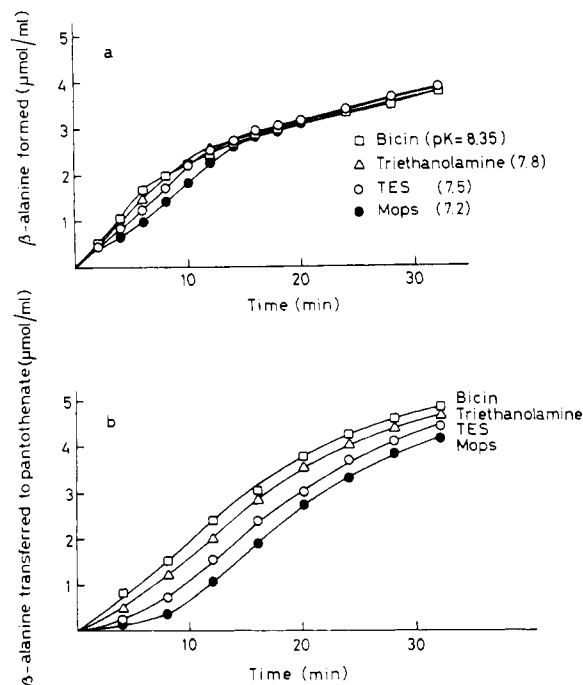 a
β-alanine formed (μmol/ml)
5
4
3
2
1
□ Bicin (pK=8.35)
△ Triethanolamine (7.8)
○ TES (7.5)
● Mops (7.2)
10
20
30
Time (min)
b
β-alanine transferred to pantothenate (μmol/ml)
5
4
3
2
1
Bicin
Triethanolamine
TES
Mops
10
20
30
Time (min)